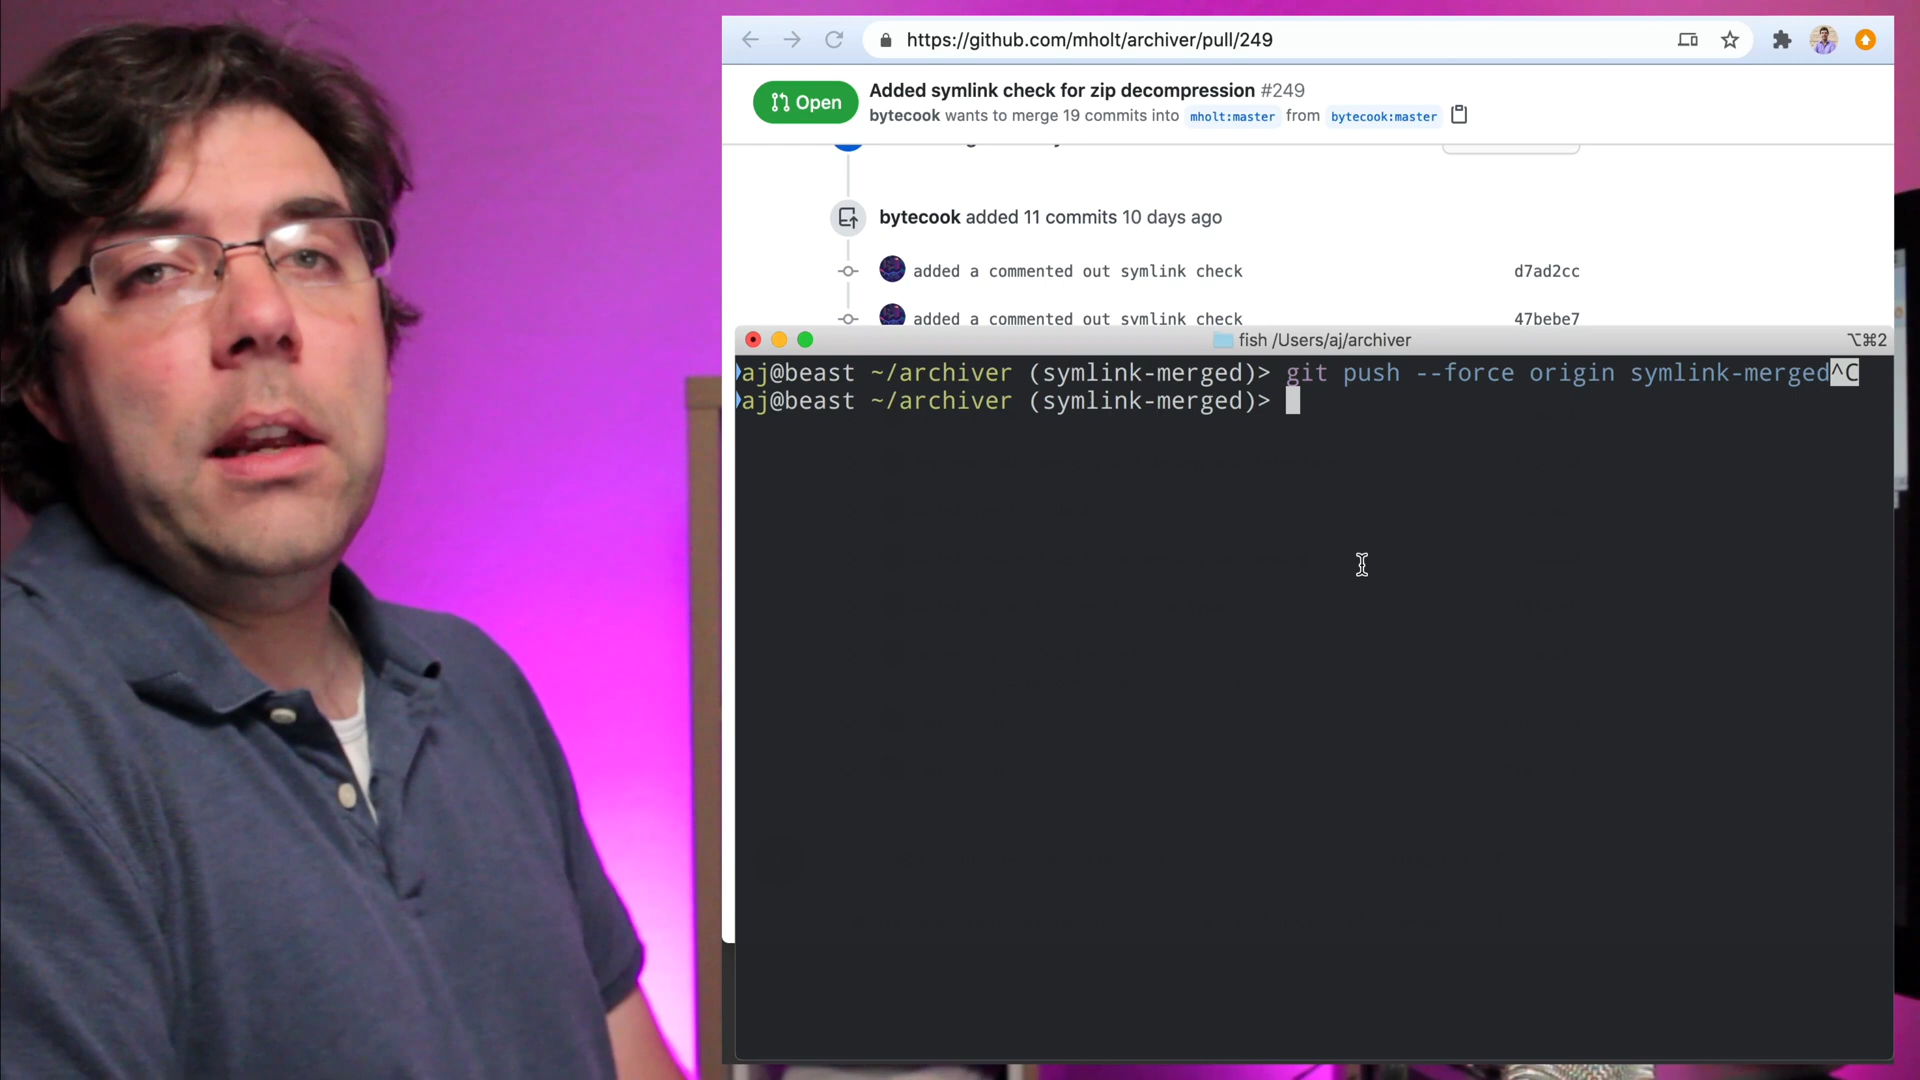 https://github.com/mholt/archiver/pull/249
Open
Added symlink check for zip decompression #249
bytecook wants to merge 19 commits into mholt:master from bytecook:master
bytecook added 11 commits 10 days ago
added a commented out symlink check d7ad2cc
added a commented out symlink check 47bebe7
fish /Users/aj/archiver ⌥⌘2
aj@beast ~/archiver (symlink-merged)> git push --force origin symlink-merged^C
aj@beast ~/archiver (symlink-merged)>